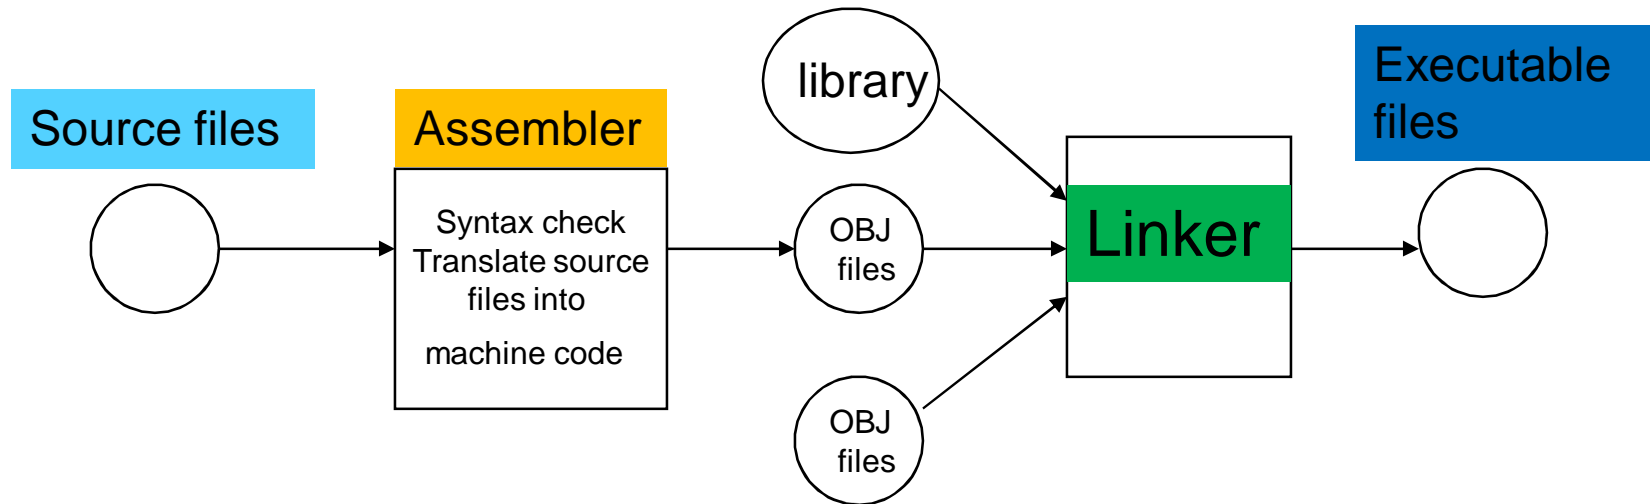 Source files
Assembler
Syntax check
Translate source
files into
machine code
library
OBJ
files
OBJ
files
Linker
Executable
files